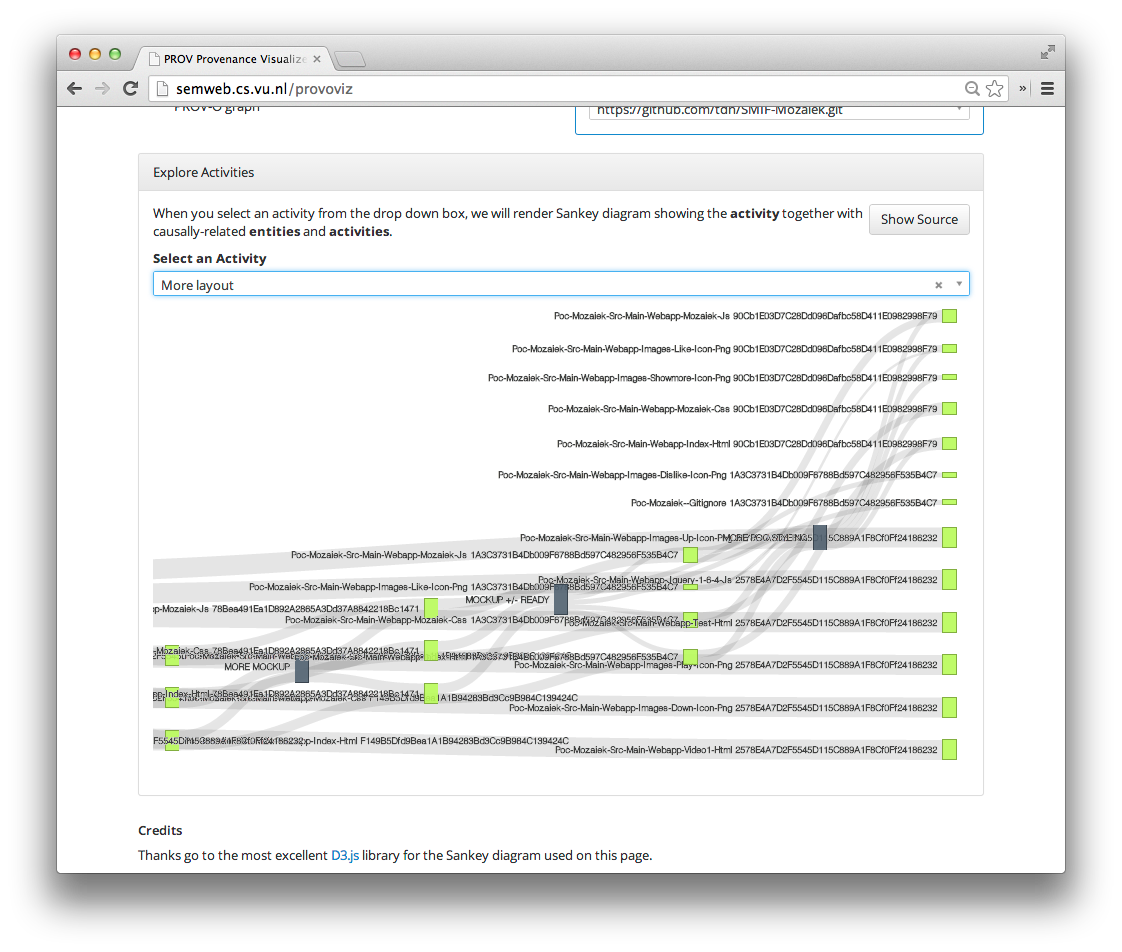 PROV Provenance Visualize
semweb.cs.vu.nl/provoviz
PROV-O graph
https://github.com/tdn/SMIF-Mozaiek.git
Explore Activities
When you select an activity from the drop down box, we will render Sankey diagram showing the activity together with
causally-related entities and activities.
Show Source
Select an Activity
More layout
Poc-Mozaiek-Src-Main-Webapp-Mozaiek-Js 90Cb1E03D7C28Dd096Dafbc58D411E0982998F79
Poc-Mozaiek-Src-Main-Webapp-Images-Like-Icon-Png 90Cb1E03D7C28Dd096Dafbc58D411E0982998F79
Poc-Mozaiek-Src-Main-Webapp-Images-Showmore-Icon-Png 90Cb1E03D7C28Dd096Dafbc58D411E0982998F79
Poc-Mozaiek-Src-Main-Webapp-Mozaiek-Css 90Cb1E03D7C28Dd096Dafbc58D411E0982998F79
Poc-Mozaiek-Src-Main-Webapp-Index-Html 90Cb1E03D7C28Dd096Dafbc58D411E0982998F79
Poc-Mozaiek-Src-Main-Webapp-Images-Dislike-Icon-Png 1A3C3731B4Db009F6788Bd597C482956F535B4C7
Poc-Mozaiek--Gitignore 1A3C3731B4Db009F6788Bd597C482956F535B4C7
Poc-Mozaiek-Src-Main-Webapp-Images-Up-Icon-
Poc-Mozaiek-Src-Main-Webapp-Mozaiek-Js 1A3C3731B4Db009F6788Bd597C482956F535B4C7
Poc-Mozaiek-Src-Main-Webapp-Jquery-1-6-4-Js 2578E4A7D2F5545D115C889A1F8Cf0Ff24186232
Poc-Mozaiek-Src-Main-Webapp-Images-Like-Icon-Png 1A3C3731B4Db009F6788Bd597C482956F535B4C7
MOCKUP +/- READY
pp-Mozaiek-Js 78Bea491Ea1D892A2865A3Dd37A8842218Bc1471
Poc-Mozaiek-Src-Main-Webapp-Mozaiek-Css 1A3C3731B4Db009F6788Bd597C482956F535B4C7
Poc-Mozaiek-Src-Main-Webapp-Test-Html 2578E4A7D2F5545D115C889A1F8Cf0Ff24186232
-Mozaiek-Css 78Bea491Ea1D892A2865A3Dd37A8842218Bc1471
MORE MOCKUP
Poc-Mozaiek-Src-Main-Webapp-Images-Play-Icon-Png 2578E4A7D2F5545D115C889A1F8Cf0Ff24186232
pp-Index-Html 78Bea491Ea1D892A2865A3Dd37A8842218Bc1471
Poc-Mozaiek-Src-Main-Webapp-Images-Down-Icon-Png 2578E4A7D2F5545D115C889A1F8Cf0Ff24186232
Poc-Mozaiek-Src-Main-Webapp-Video1-Html 2578E4A7D2F5545D115C889A1F8Cf0Ff24186232
Credits
Thanks go to the most excellent D3.js library for the Sankey diagram used on this page.